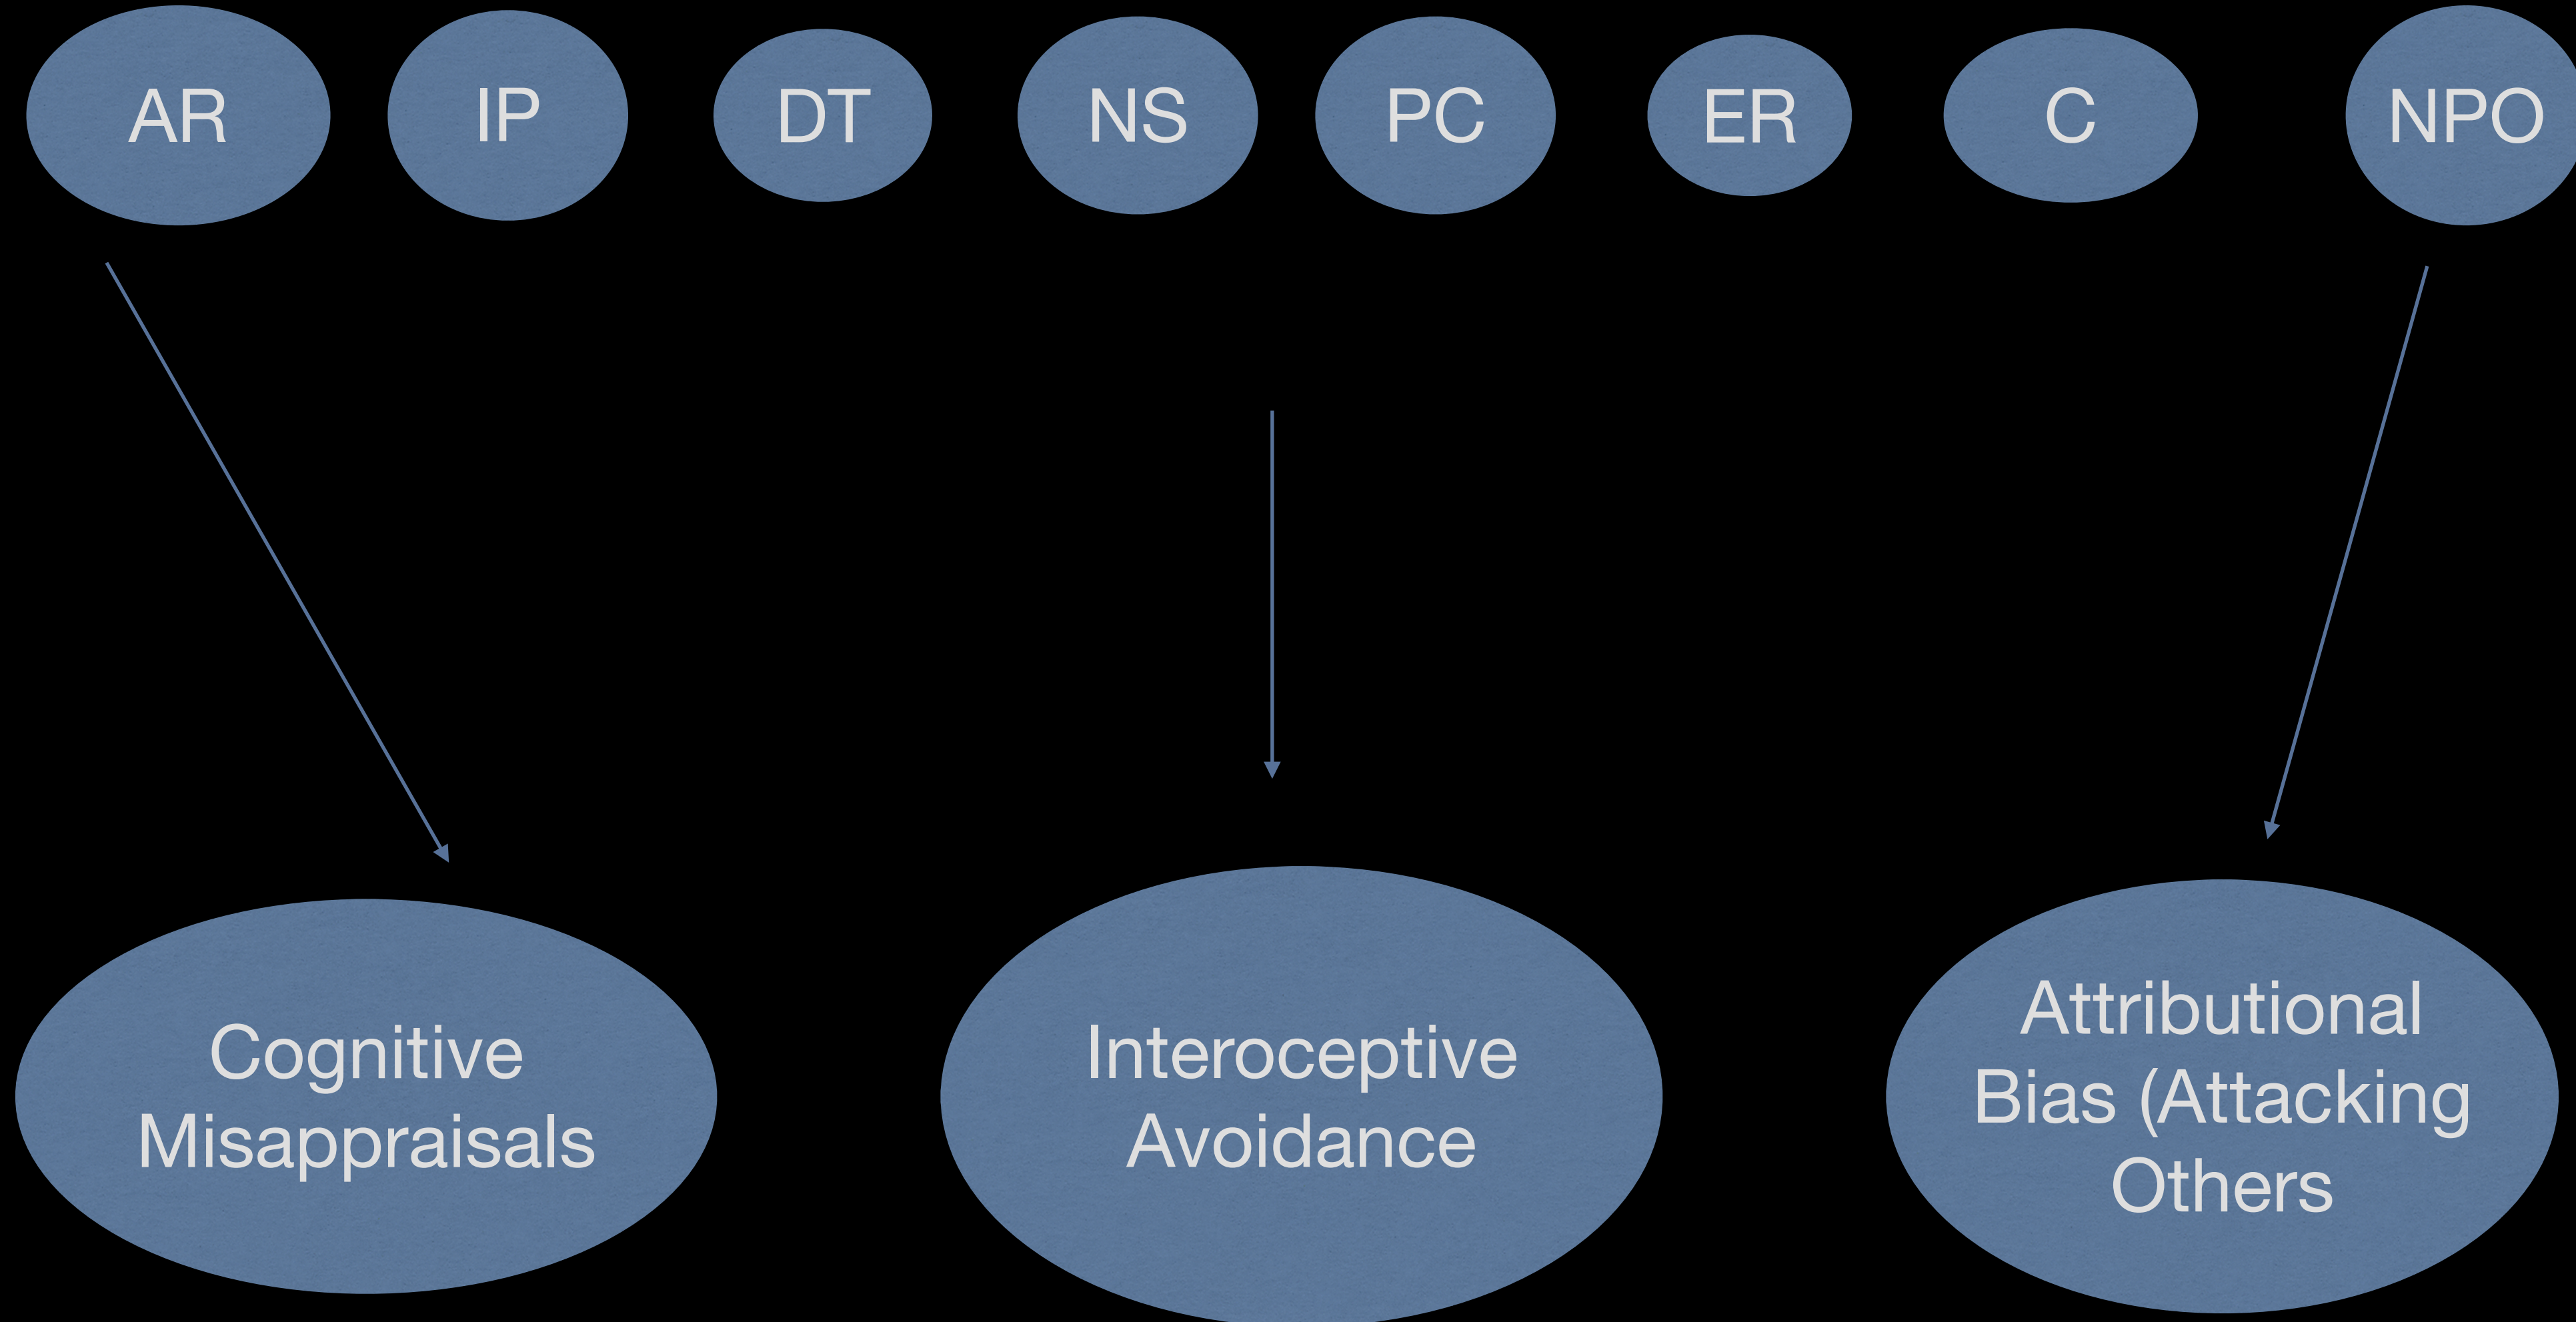 AR
IP
DT
NS
PC
ER
C
NPO
Cognitive
Misappraisals
Interoceptive
Avoidance
Attributional
Bias (Attacking
Others